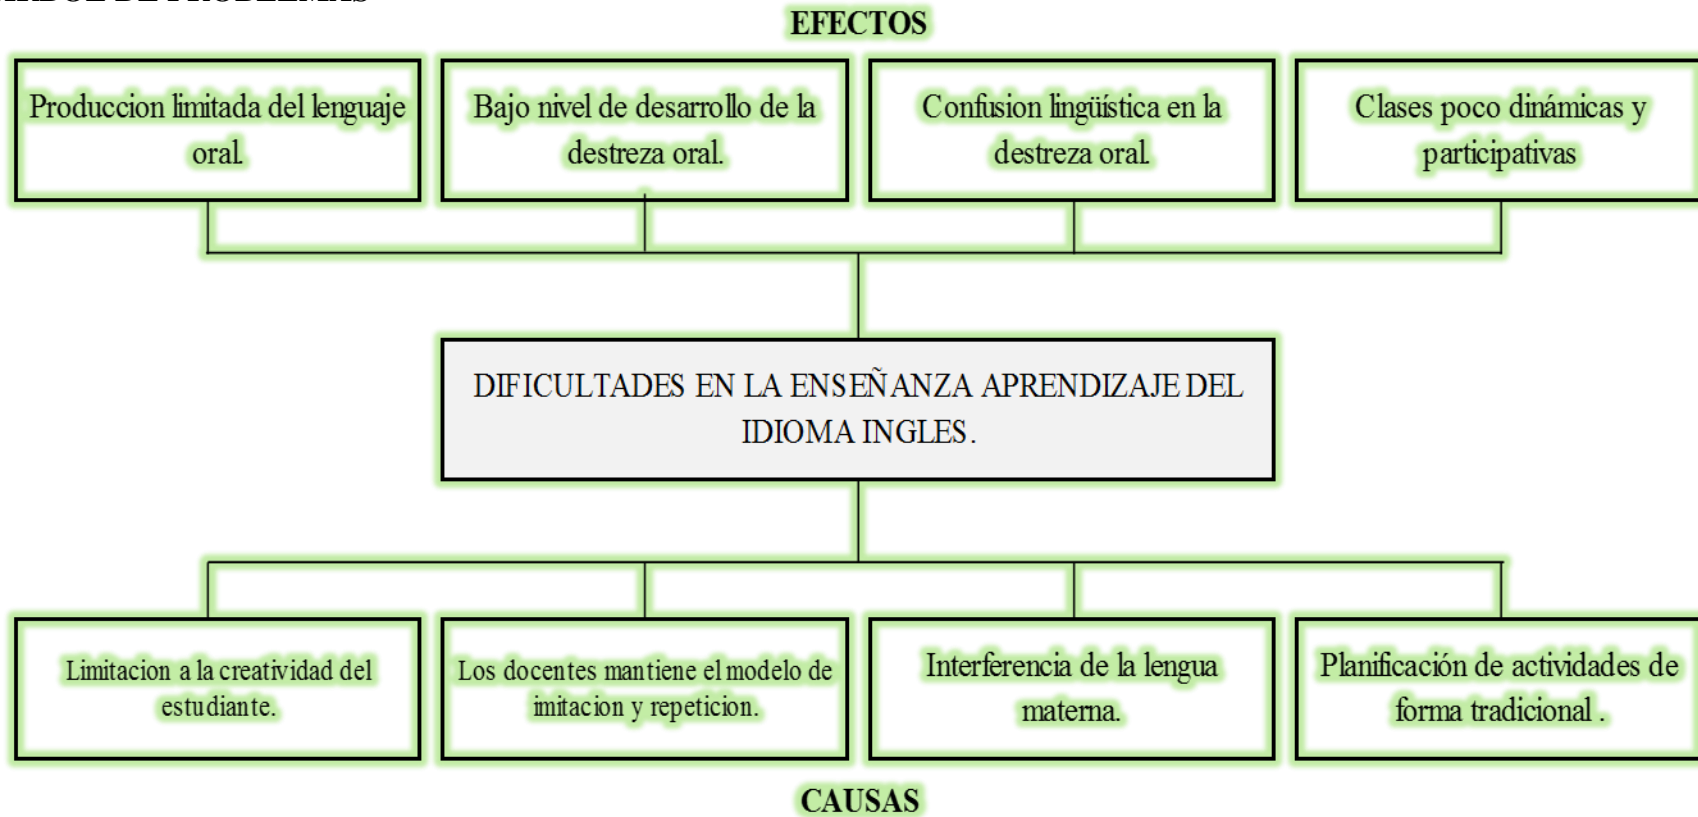 EFECTOS
Produccion limitada del lenguaje
oral.
Bajo nivel de desarrollo de la
destreza oral.
Confusion lingüística en la
destreza oral.
Clases poco dinámicas y
participativas
DIFICULTADES EN LA ENSEÑANZA APRENDIZAJE DEL
IDIOMA INGLES.
Limitacion a la creatividad del
estudiante.
Los docentes mantiene el modelo de
imitacion y repeticion.
Interferencia de la lengua
materna.
Planificación de actividades de
forma tradicional .
CAUSAS